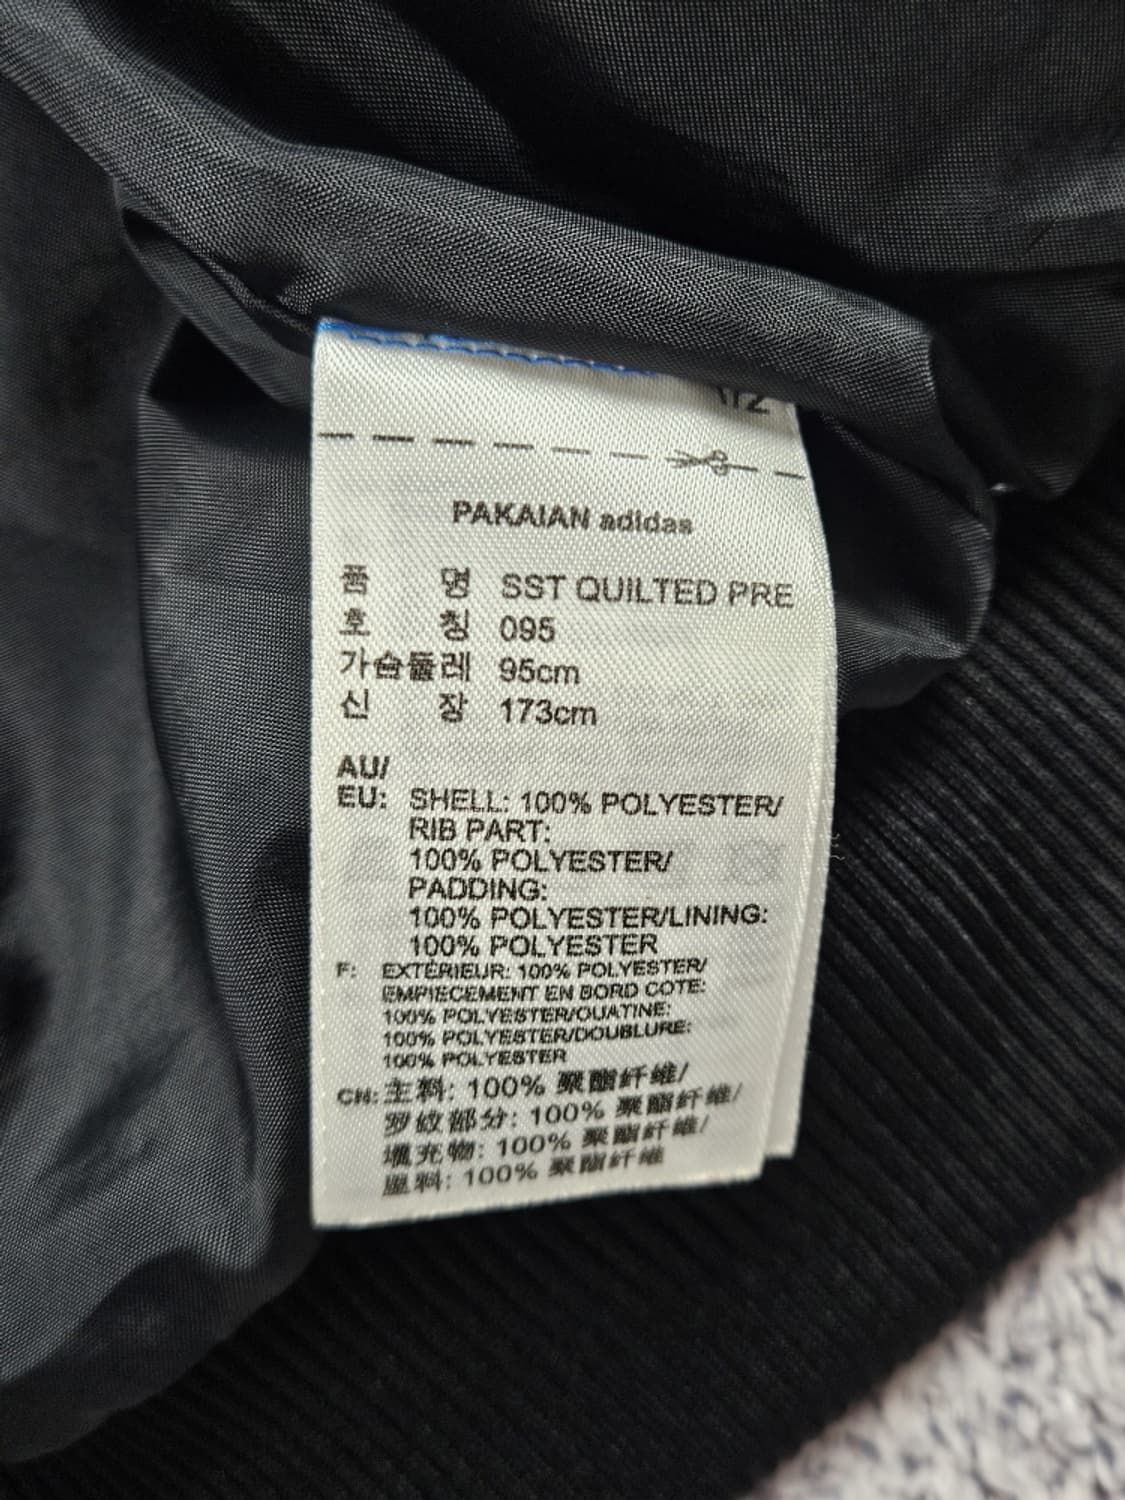 1/2
PAKAIAN adidas
품 명 SST QUILTED PRE
호 칭 095
가슴둘레 95cm
신 장 173cm
AU/
EU: SHELL: 100% POLYESTER/
RIB PART:
100% POLYESTER/
PADDING:
100% POLYESTER/LINING:
100% POLYESTER
F: EXTÉRIEUR: 100% POLYESTER/
EMPIECEMENT EN BORD COTE:
100% POLYESTER/OUATINE:
100% POLYESTER/DOUBLURE:
100% POLYESTER
CH: 主料: 100% 聚酯纤维/
罗纹部分: 100% 聚酯纤维/
填充物: 100% 聚酯纤维/
里料: 100% 聚酯纤维